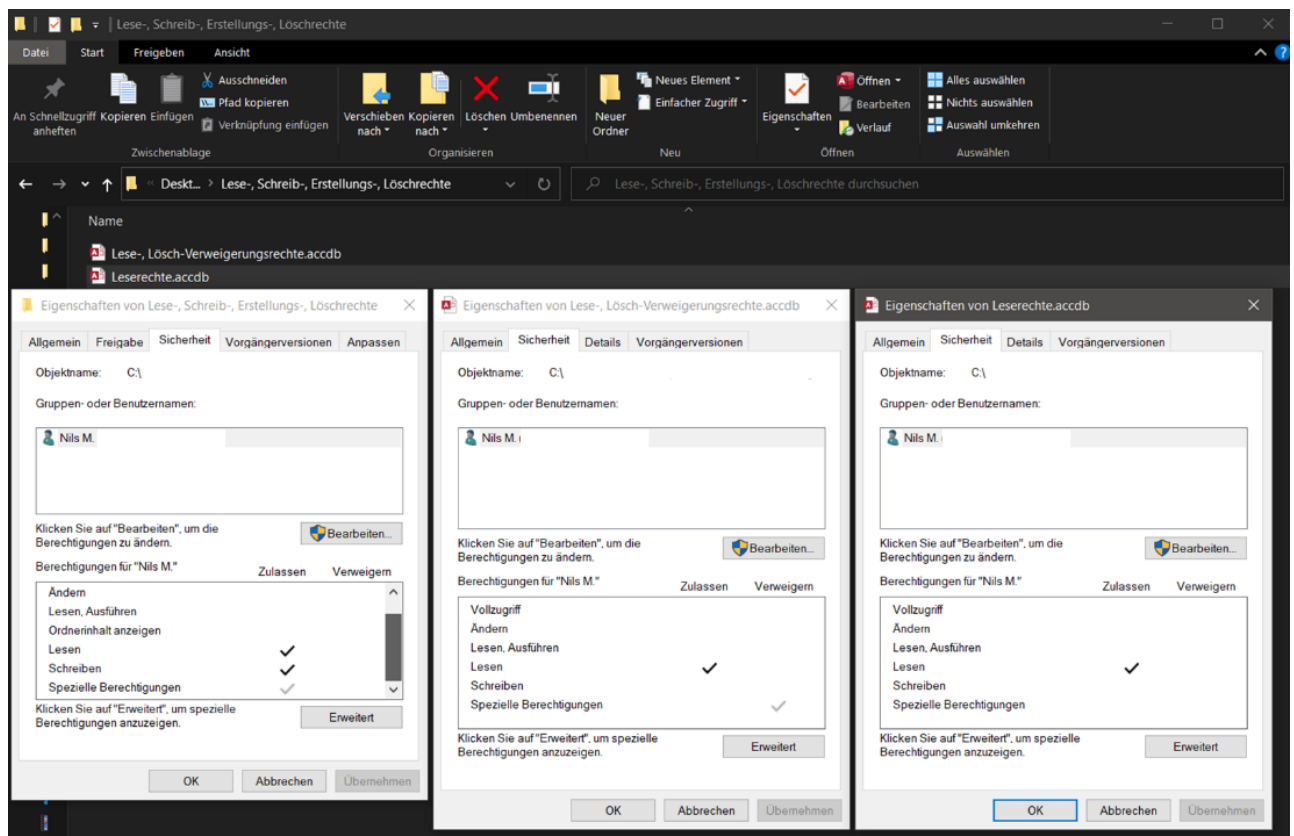 Lese-, Schreib-, Erstellungs-, Löschrechte
Datei Start Freigeben Ansicht
An Schnellzugriff anheften
Kopieren
Einfügen
Ausschneiden
Pfad kopieren
Verknüpfung einfügen
Zwischenablage
Verschieben nach
Kopieren nach
Löschen
Umbenennen
Organisieren
Neuer Ordner
Neues Element
Einfacher Zugriff
Neu
Eigenschaften
Öffnen
Bearbeiten
Verlauf
Öffnen
Alles auswählen
Nichts auswählen
Auswahl umkehren
Auswählen
« Deskt... > Lese-, Schreib-, Erstellungs-, Löschrechte
Lese-, Schreib-, Erstellungs-, Löschrechte durchsuchen
Name
Lese-, Lösch-Verweigerungsrechte.accdb
Leserechte.accdb
Eigenschaften von Lese-, Schreib-, Erstellungs-, Löschrechte
Allgemein Freigabe Sicherheit Vorgängerversionen Anpassen
Objektname: C:\
Gruppen- oder Benutzernamen:
Nils M.
Klicken Sie auf "Bearbeiten", um die
Berechtigungen zu ändern.
Bearbeiten...
Berechtigungen für "Nils M." Zulassen Verweigern
Ändern
Lesen, Ausführen
Ordnerinhalt anzeigen
Lesen
Schreiben
Spezielle Berechtigungen
Klicken Sie auf "Erweitert", um spezielle
Berechtigungen anzuzeigen.
Erweitert
OK Abbrechen Übernehmen
Eigenschaften von Lese-, Lösch-Verweigerungsrechte.accdb
Allgemein Sicherheit Details Vorgängerversionen
Objektname: C:\
Gruppen- oder Benutzernamen:
Nils M. (
Klicken Sie auf "Bearbeiten", um die
Berechtigungen zu ändern.
Bearbeiten...
Berechtigungen für "Nils M." Zulassen Verweigern
Vollzugriff
Ändern
Lesen, Ausführen
Lesen
Schreiben
Spezielle Berechtigungen
Klicken Sie auf "Erweitert", um spezielle
Berechtigungen anzuzeigen.
Erweitert
OK Abbrechen Übernehmen
Eigenschaften von Leserechte.accdb
Allgemein Sicherheit Details Vorgängerversionen
Objektname: C:\
Gruppen- oder Benutzernamen:
Nils M. (
Klicken Sie auf "Bearbeiten", um die
Berechtigungen zu ändern.
Bearbeiten...
Berechtigungen für "Nils M." Zulassen Verweigern
Vollzugriff
Ändern
Lesen, Ausführen
Lesen
Schreiben
Spezielle Berechtigungen
Klicken Sie auf "Erweitert", um spezielle
Berechtigungen anzuzeigen.
Erweitert
OK Abbrechen Übernehmen